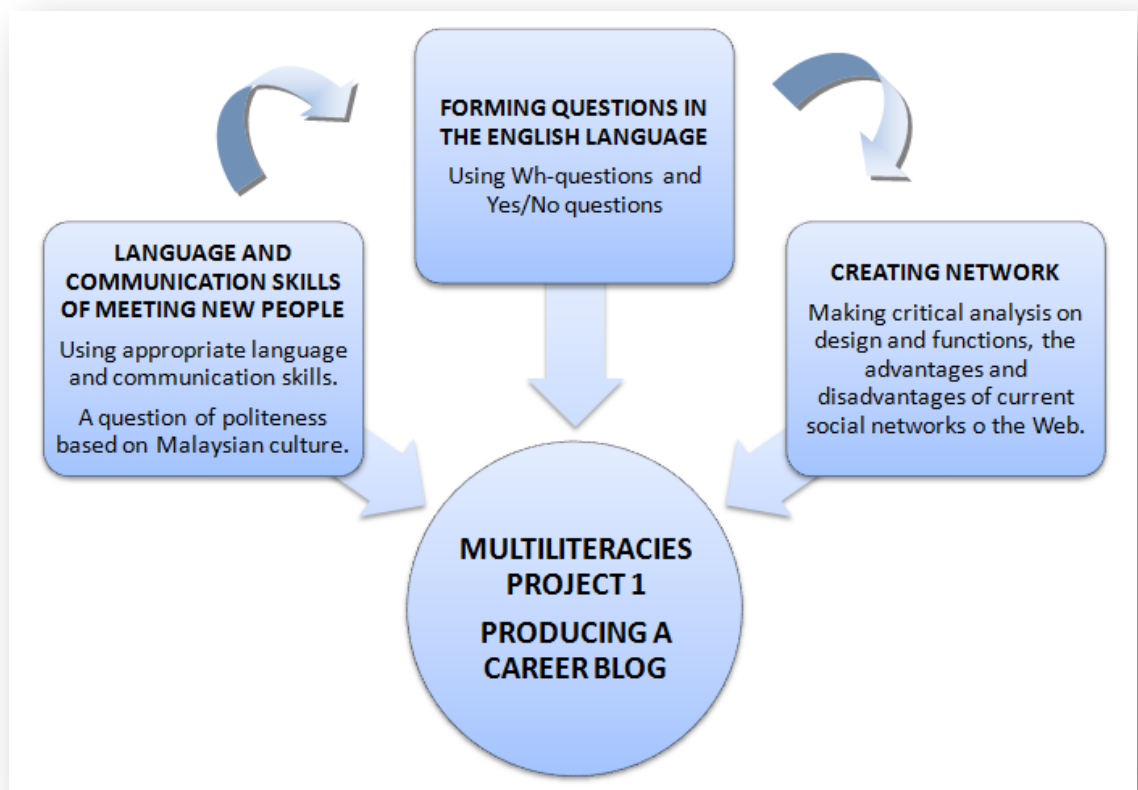 FORMING QUESTIONS IN
THE ENGLISH LANGUAGE
Using Wh-questions and
Yes/No questions
LANGUAGE AND
COMMUNICATION SKILLS
OF MEETING NEW PEOPLE
Using appropriate language
and communication skills.
A question of politeness
based on Malaysian culture.
CREATING NETWORK
Making critical analysis on
design and functions, the
advantages and
disadvantages of current
social networks o the Web.
MULTILITERACIES
PROJECT 1
PRODUCING A
CAREER BLOG